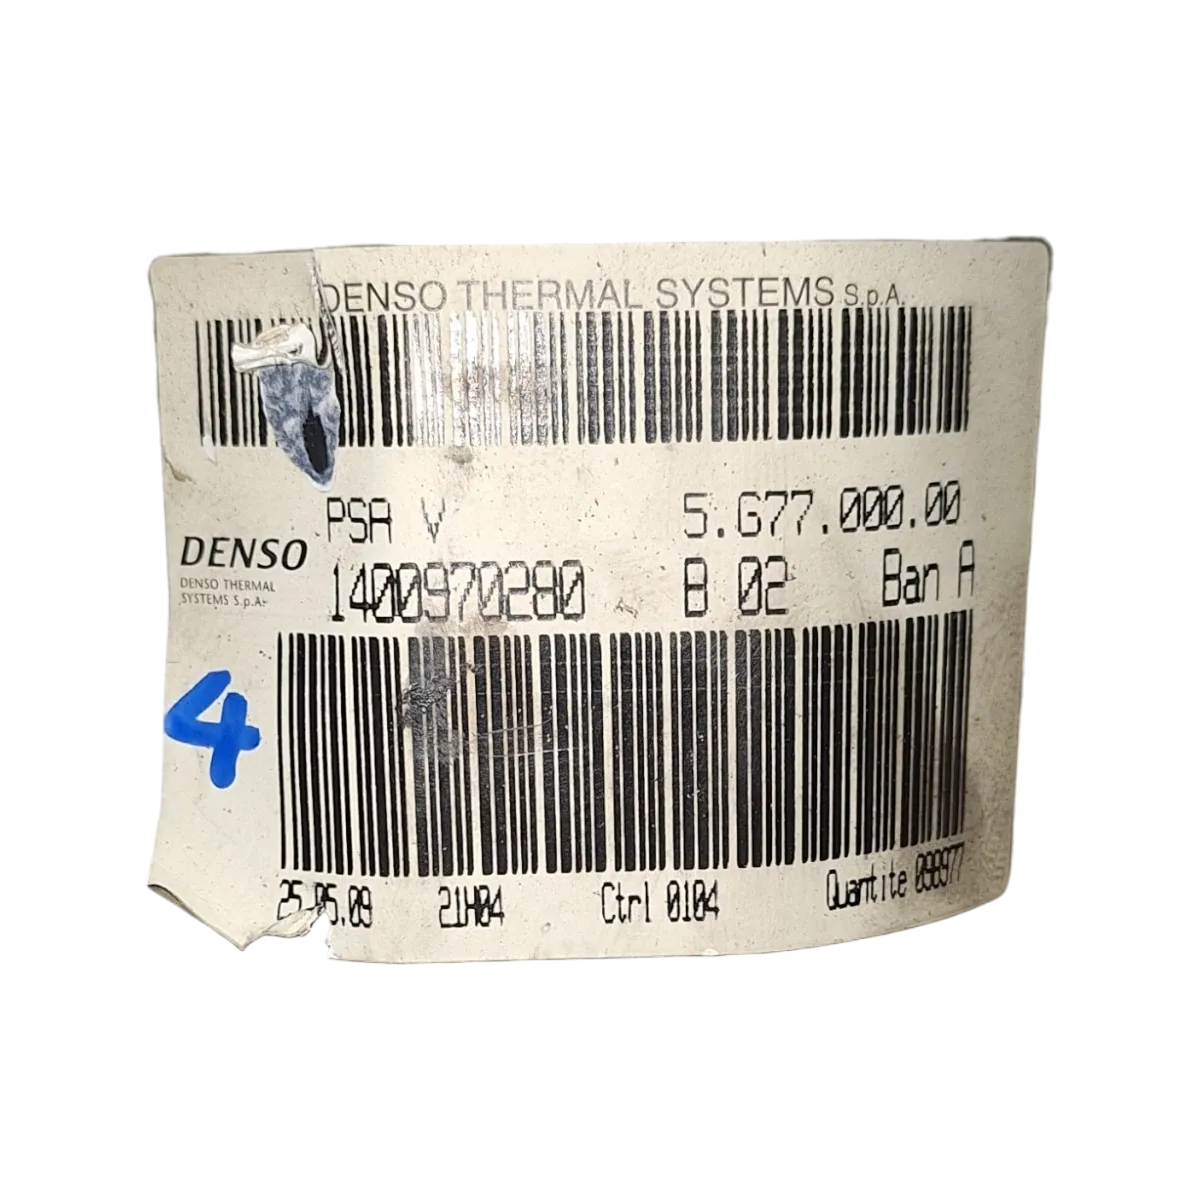 DENSO THERMAL SYSTEMS S.p.A.
PSA V 5.677.000.00
DENSO
DENSO THERMAL
SYSTEMS S.p.A.
1400970280 B 02 Ban A
4
25.05.09 21H04 Ctrl 0104 Quantite 098977